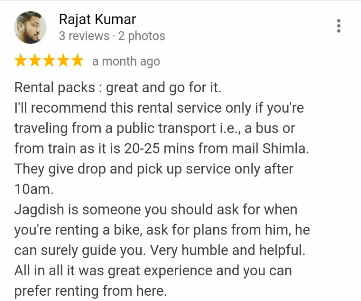 Rajat Kumar
3 reviews · 2 photos
a month ago
Rental packs : great and go for it.
I'll recommend this rental service only if you're
traveling from a public transport i.e., a bus or
from train as it is 20-25 mins from mail Shimla.
They give drop and pick up service only after
10am.
Jagdish is someone you should ask for when
you're renting a bike, ask for plans from him, he
can surely guide you. Very humble and helpful.
All in all it was great experience and you can
prefer renting from here.